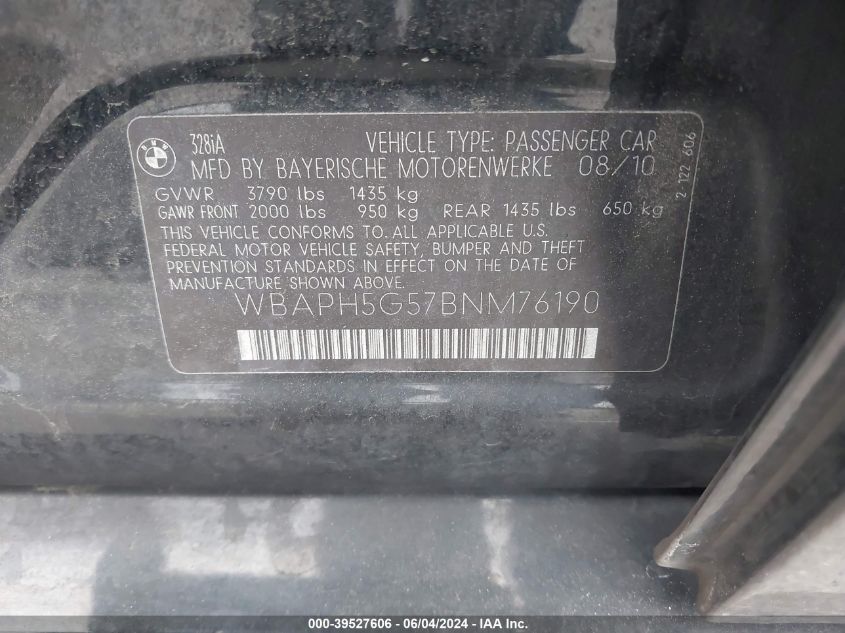 BMW
328iA VEHICLE TYPE: PASSENGER CAR
MFD BY BAYERISCHE MOTORENWERKE 08/10
GVWR 3790 lbs 1435 kg
GAWR FRONT 2000 lbs 950 kg REAR 1435 lbs 650 kg
THIS VEHICLE CONFORMS TO ALL APPLICABLE U.S.
FEDERAL MOTOR VEHICLE SAFETY, BUMPER AND THEFT
PREVENTION STANDARDS IN EFFECT ON THE DATE OF
MANUFACTURE SHOWN ABOVE.
WBAPH5G57BNM76190
2 122 606
000-39527606 - 06/04/2024 - IAA Inc.